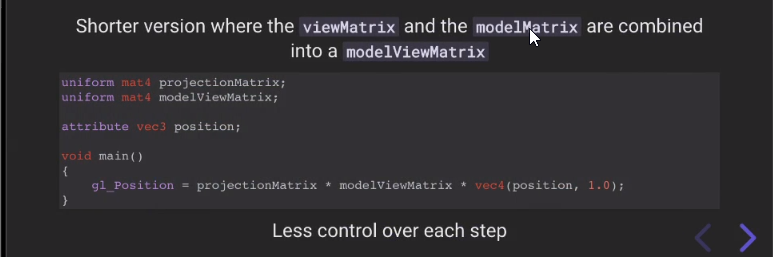 Shorter version where the viewMatrix and the modelMatrix are combined
into a modelViewMatrix
uniform mat4 projectionMatrix;
uniform mat4 modelViewMatrix;
attribute vec3 position;
void main()
{
    gl_Position = projectionMatrix * modelViewMatrix * vec4(position, 1.0);
}
Less control over each step